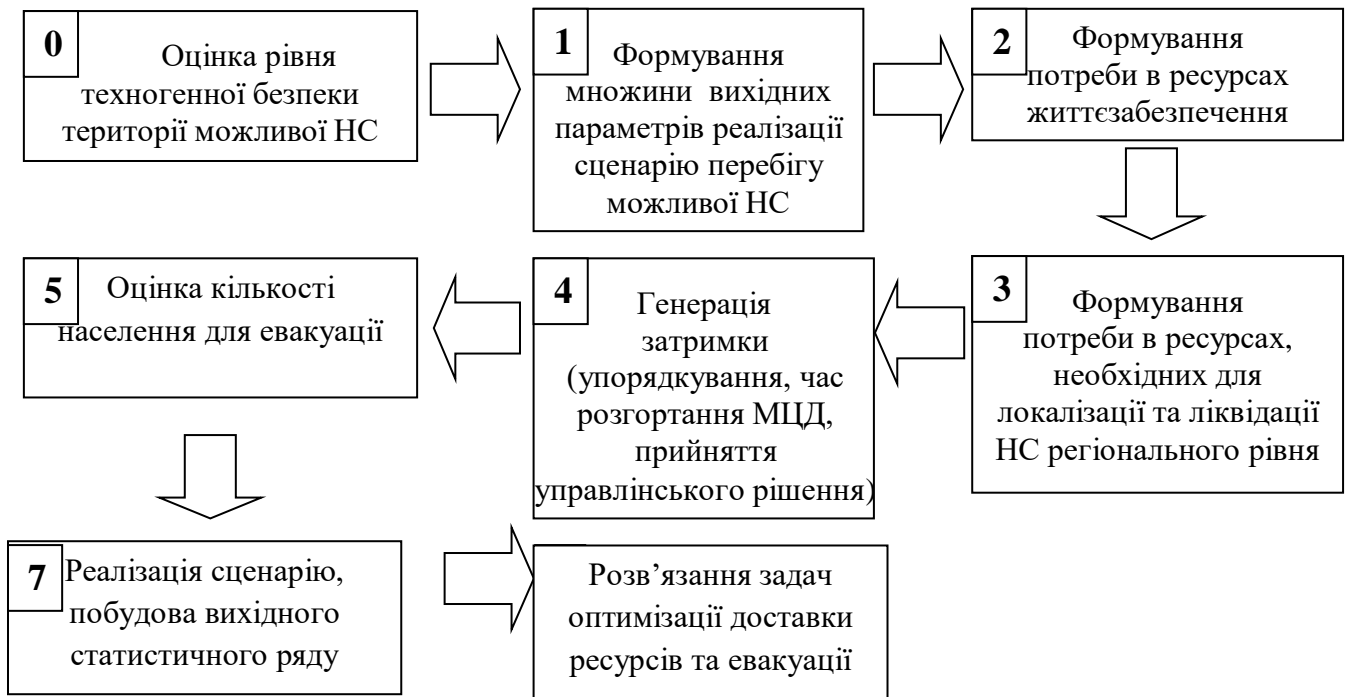 0
Оцінка рівня
техногенної безпеки
території можливої НС
1
Формування
множини вихідних
параметрів реалізації
сценарію перебігу
можливої НС
2
Формування
потреби в ресурсах
життєзабезпечення
3
Формування
потреби в ресурсах,
необхідних для
локалізації та ліквідації
НС регіонального рівня
4
Генерація
затримки
(упорядкування, час
розгортання МЦД,
прийняття
управлінського рішення)
5
Оцінка кількості
населення для евакуації
7
Реалізація сценарію,
побудова вихідного
статистичного ряду
Розв’язання задач
оптимізації доставки
ресурсів та евакуації